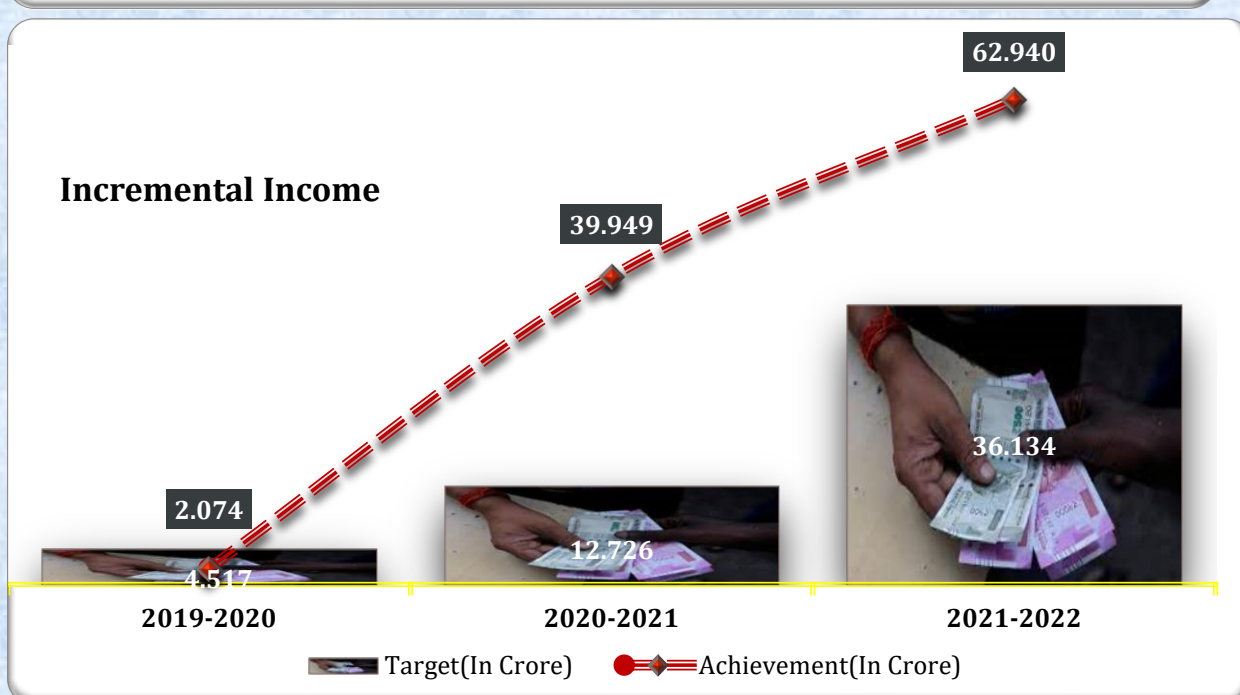 62.940
Incremental Income
39.949
2.074
36.134
12.726
4.517
2019-2020 2020-2021 2021-2022
Target(In Crore) Achievement(In Crore)